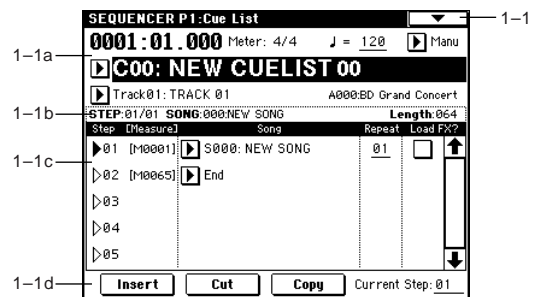 SEQUENCER P1:Cue List
1–1
0001:01.000 Meter: 4/4 ♩ = 120 Manu
1–1a
C00: NEW CUELIST 00
Track01: TRACK 01 A000:BD Grand Concert
1–1b
STEP:01/01 SONG:000:NEW SONG Length:064
Step [Measure] Song Repeat Load FX?
01 [M0001] S000: NEW SONG 01
1–1c
02 [M0065] End
03
04
05
1–1d
Insert Cut Copy Current Step: 01